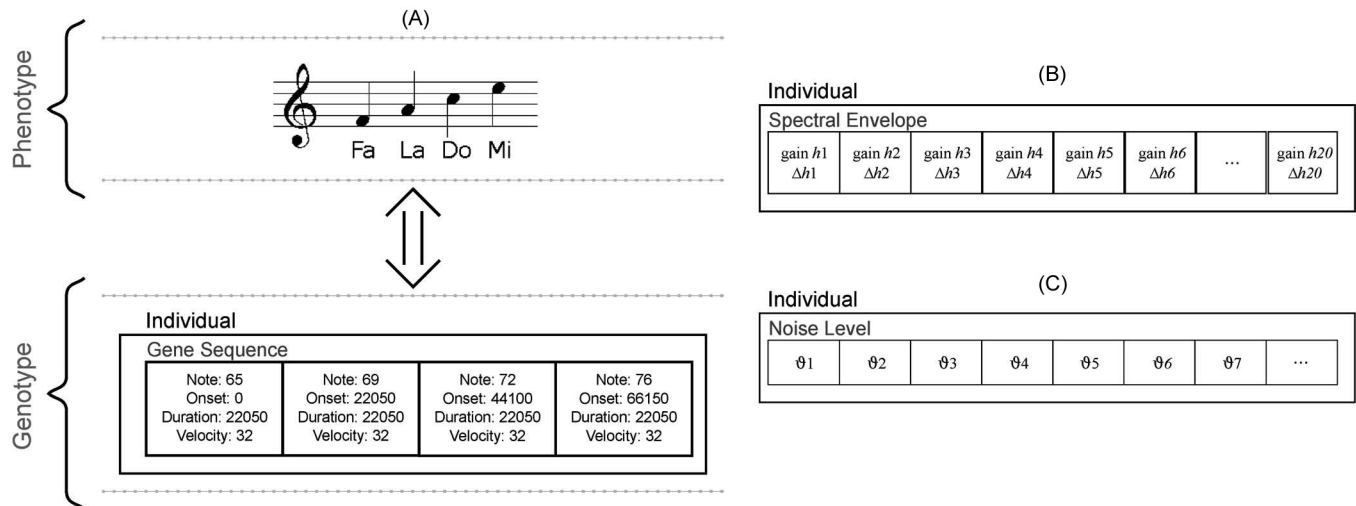 (A)
Phenotype
Fa La Do Mi
Genotype
Individual
Gene Sequence
Note: 65
Onset: 0
Duration: 22050
Velocity: 32
Note: 69
Onset: 22050
Duration: 22050
Velocity: 32
Note: 72
Onset: 44100
Duration: 22050
Velocity: 32
Note: 76
Onset: 66150
Duration: 22050
Velocity: 32
(B)
Individual
Spectral Envelope
gain h1
Δh1
gain h2
Δh2
gain h3
Δh3
gain h4
Δh4
gain h5
Δh5
gain h6
Δh6
...
gain h20
Δh20
(C)
Individual
Noise Level
ϑ1 ϑ2 ϑ3 ϑ4 ϑ5 ϑ6 ϑ7 ...